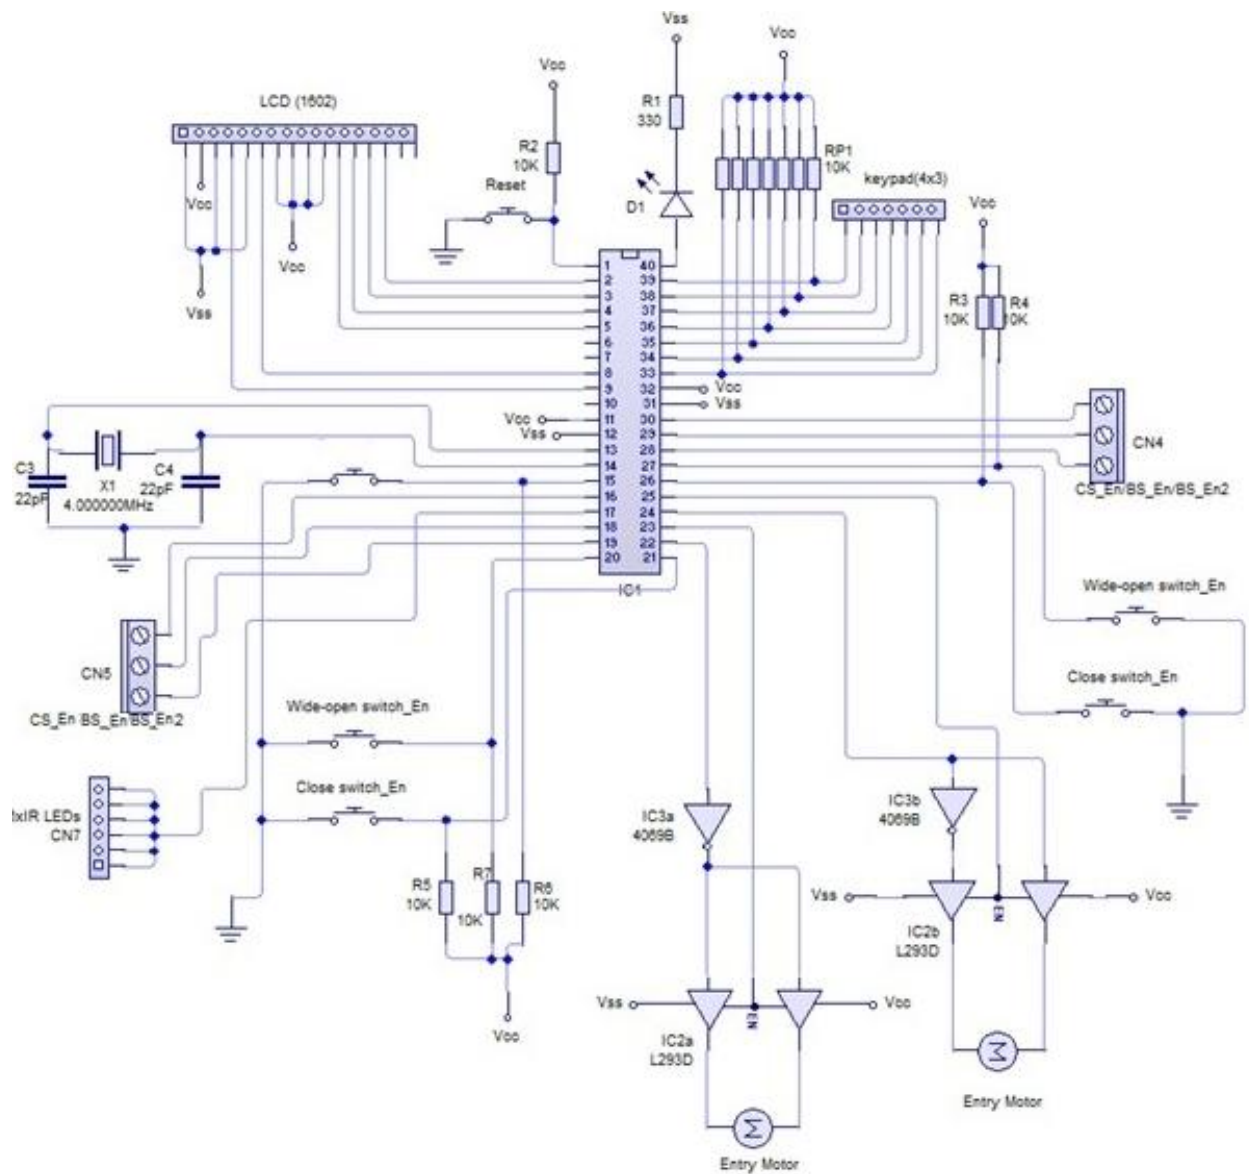 Vss
Vcc
Vcc
LCD (1602)
R1
330
R2
10K
RP1
10K
Reset
keypad(4x3)
Vcc
D1
Vcc
Vcc
Vss
1 40
2 39
3 38
4 37
5 36
6 35
7 34
8 33
9 32
10 31
11 30
12 29
13 28
14 27
15 26
16 25
17 24
18 23
19 22
20 21
IC1
R3
10K
R4
10K
Vcc
Vss
Vcc
Vss
CN4
CS_En/BS_En/BS_En2
C3
22pF
X1
4.000000MHz
C4
22pF
Wide-open switch_En
CN5
CS_En BS_En/BS_En2
Close switch_En
Wide-open switch_En
Close switch_En
IxIR LEDs
CN7
IC3a
4069B
IC3b
4069B
R5
10K
R7
10K
R6
10K
Vss
EN
Vcc
IC2b
L293D
Vss
EN
Vcc
Vcc
IC2a
L293D
M
Entry Motor
M
Entry Motor